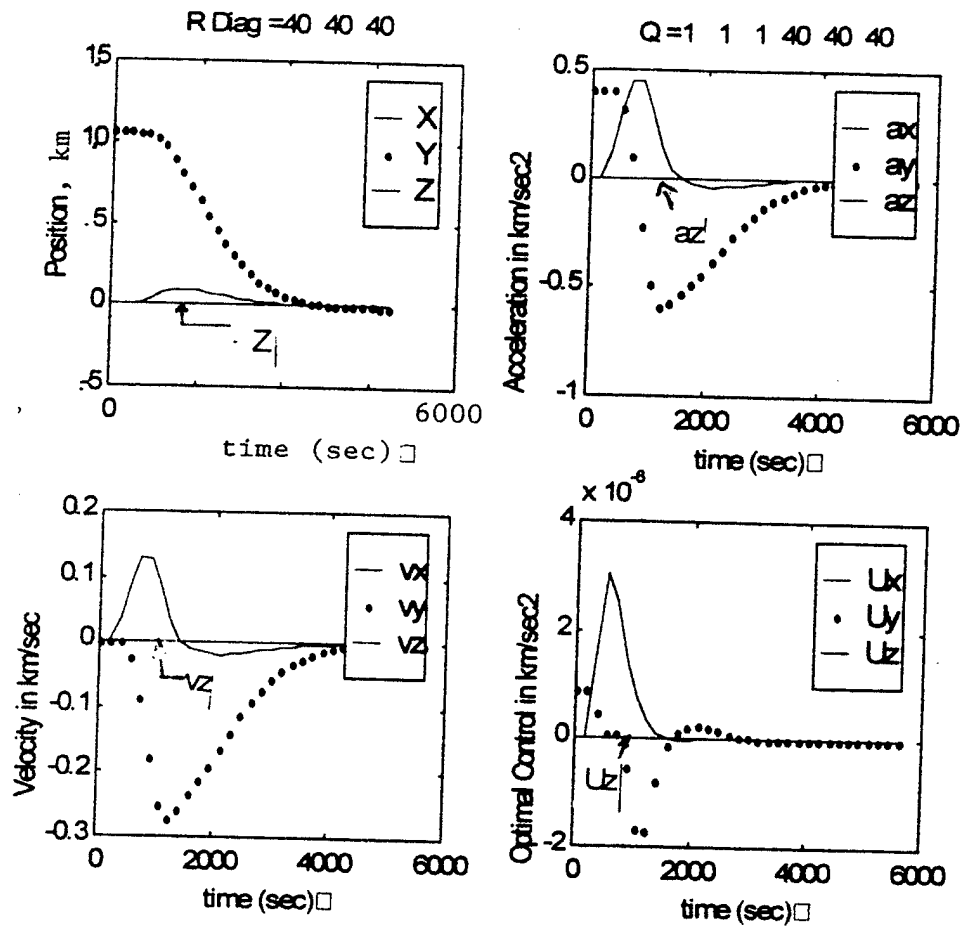 R Diag =40 40 40
15
10
.5
0
.5
Position, km
X
Y
Z
Z
0
6000
time (sec)□
Q =1 1 1 40 40 40
0.5
0
-0.5
-1
Acceleration in km/sec2
ax
ay
az
az
0
2000
4000
6000
time (sec)□
0.2
0.1
0
-0.1
-0.2
-0.3
Velocity in km/sec
vx
vy
vz
vz
0
2000
4000
6000
time (sec)□
x 10⁻⁶
4
2
0
-2
Optimal Control in km/sec2
Ux
Uy
Uz
Uz
0
2000
4000
6000
time (sec)□